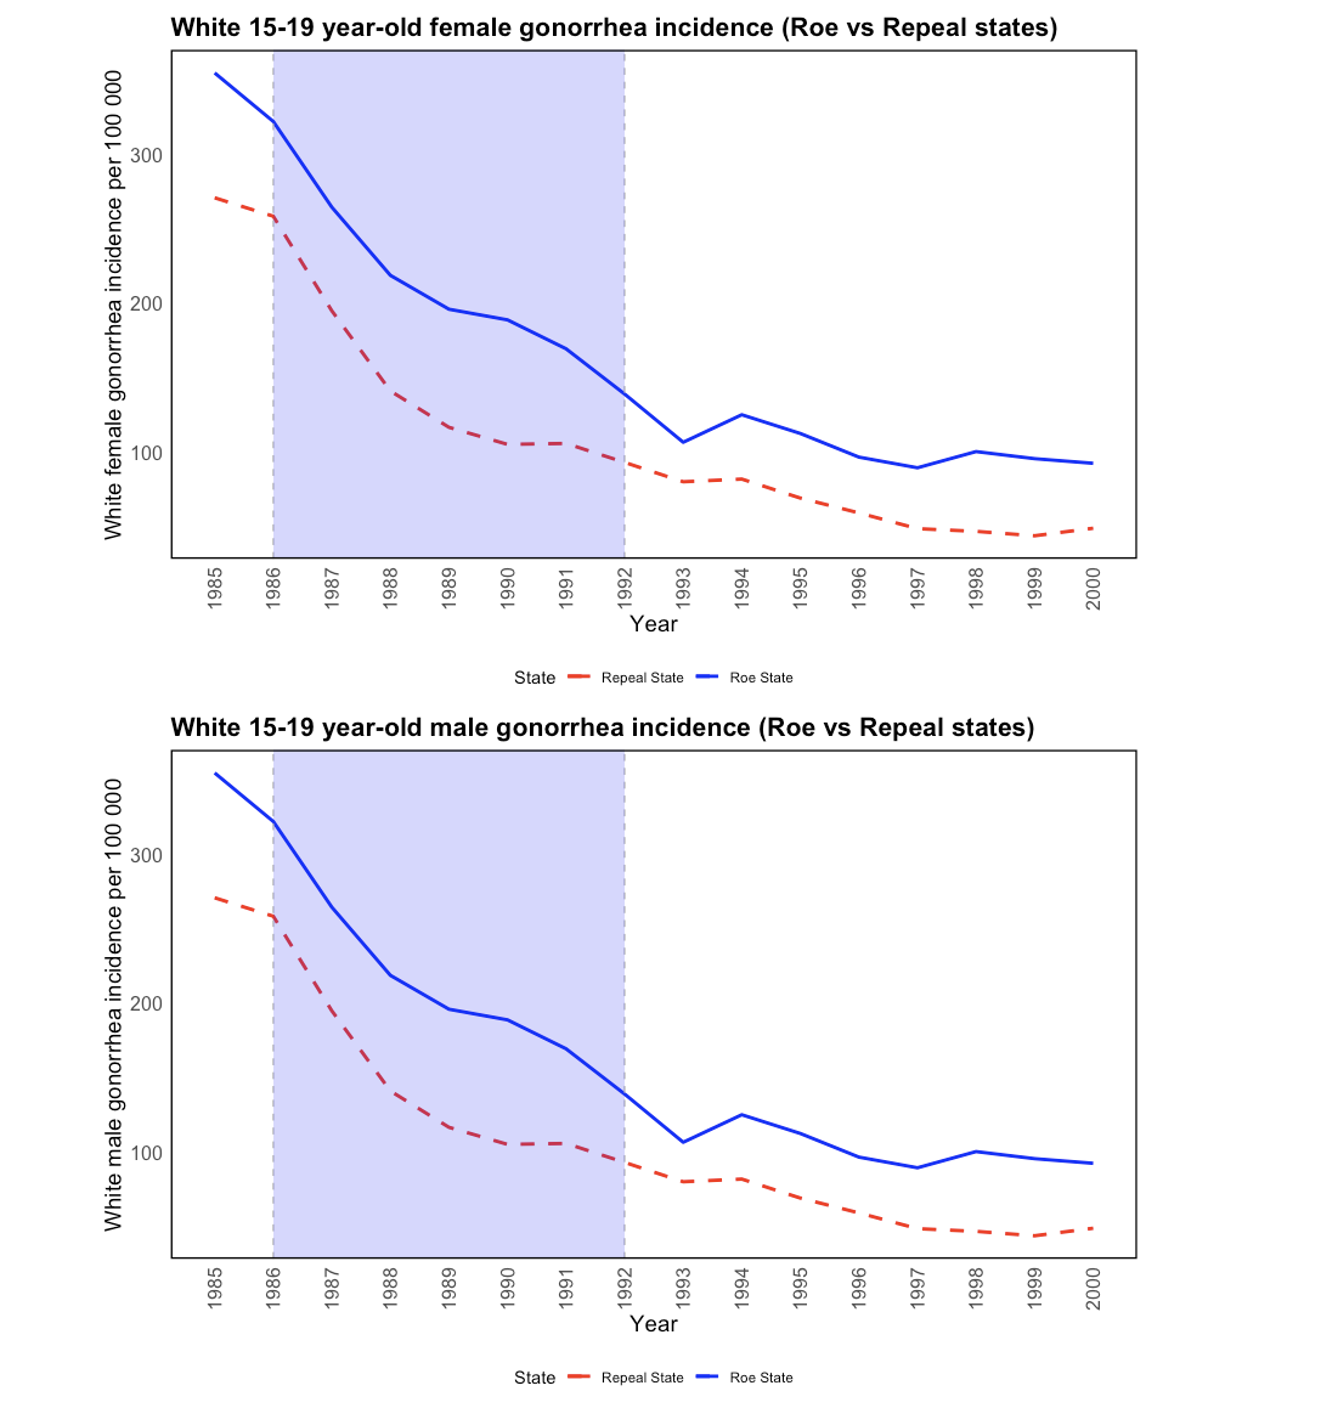 White 15-19 year-old female gonorrhea incidence (Roe vs Repeal states)
White female gonorrhea incidence per 100 000
300
200
100
1985 1986 1987 1988 1989 1990 1991 1992 1993 1994 1995 1996 1997 1998 1999 2000
Year
State Repeal State Roe State
White 15-19 year-old male gonorrhea incidence (Roe vs Repeal states)
White male gonorrhea incidence per 100 000
300
200
100
1985 1986 1987 1988 1989 1990 1991 1992 1993 1994 1995 1996 1997 1998 1999 2000
Year
State Repeal State Roe State